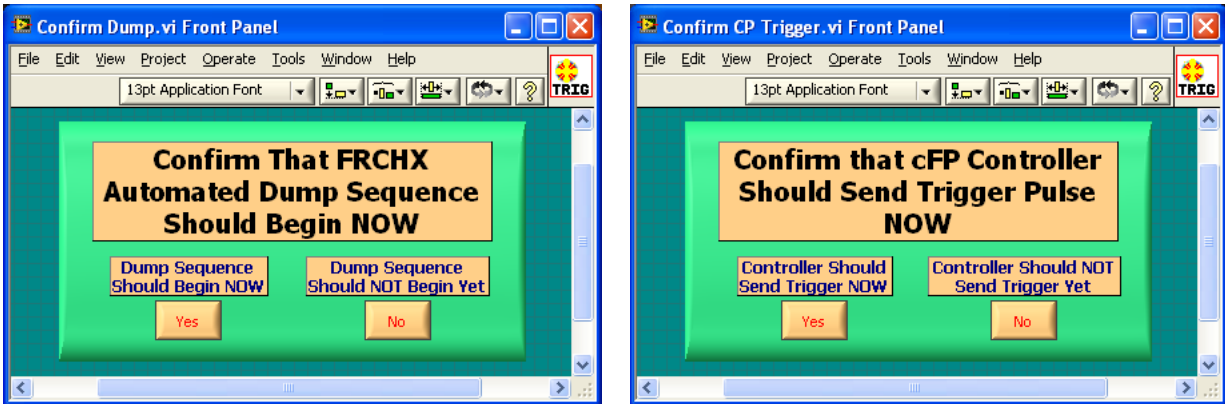 Confirm Dump.vi Front Panel
File Edit View Project Operate Tools Window Help
13pt Application Font
TRIG
Confirm That FRCHX
Automated Dump Sequence
Should Begin NOW
Dump Sequence
Should Begin NOW
Dump Sequence
Should NOT Begin Yet
Yes
No
Confirm CP Trigger.vi Front Panel
File Edit View Project Operate Tools Window Help
13pt Application Font
TRIG
Confirm that cFP Controller
Should Send Trigger Pulse
NOW
Controller Should
Send Trigger NOW
Controller Should NOT
Send Trigger Yet
Yes
No